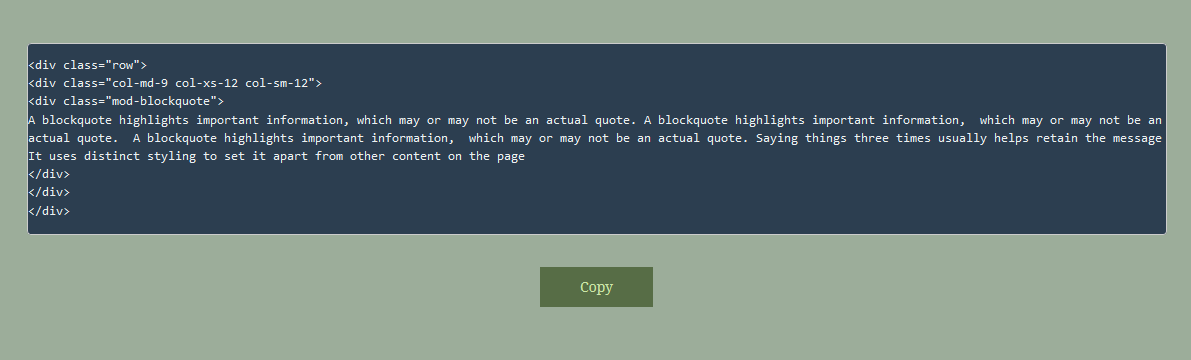 <div class="row">
<div class="col-md-9 col-xs-12 col-sm-12">
<div class="mod-blockquote">
A blockquote highlights important information, which may or may not be an actual quote. A blockquote highlights important information,  which may or may not be an
actual quote.  A blockquote highlights important information,  which may or may not be an actual quote. Saying things three times usually helps retain the message
It uses distinct styling to set it apart from other content on the page
</div>
</div>
</div>
Copy